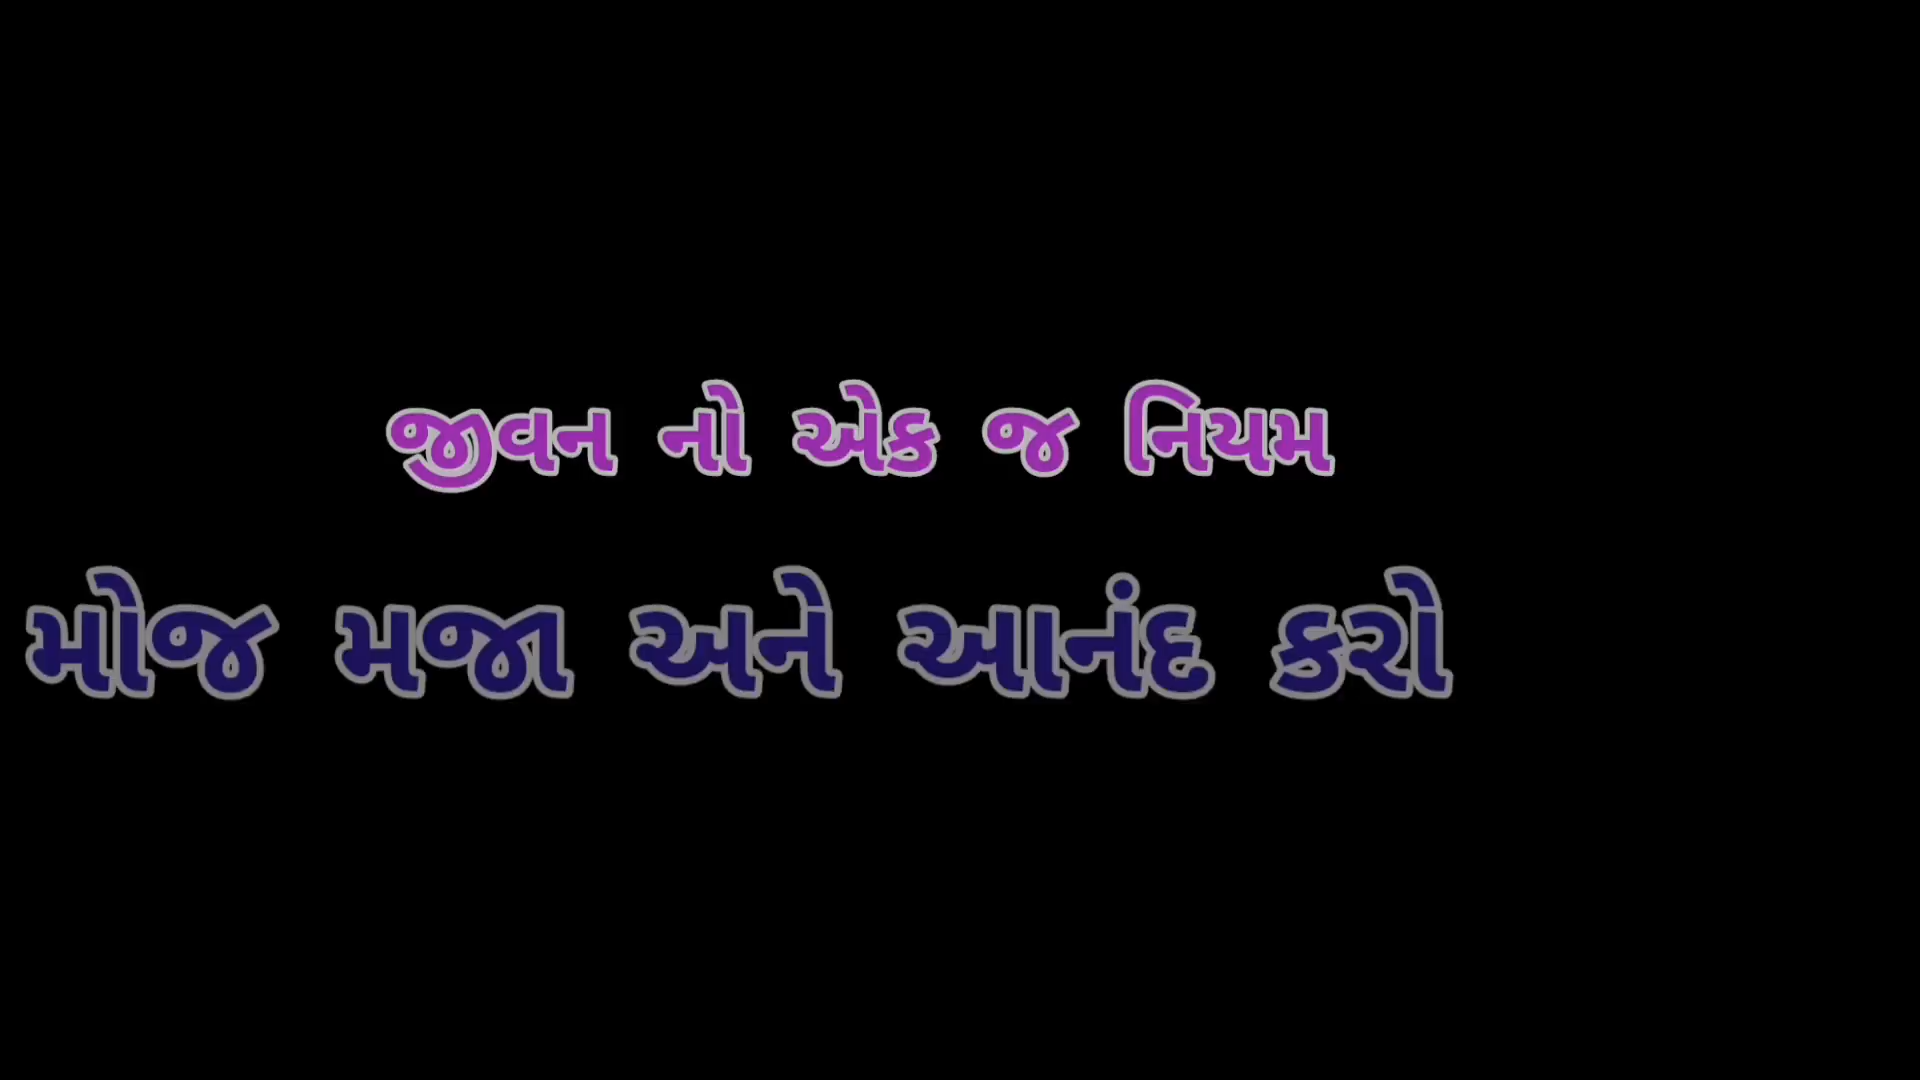 જીવન નો એક જ નિયમ
મોજ મજા અને આનંદ કરો